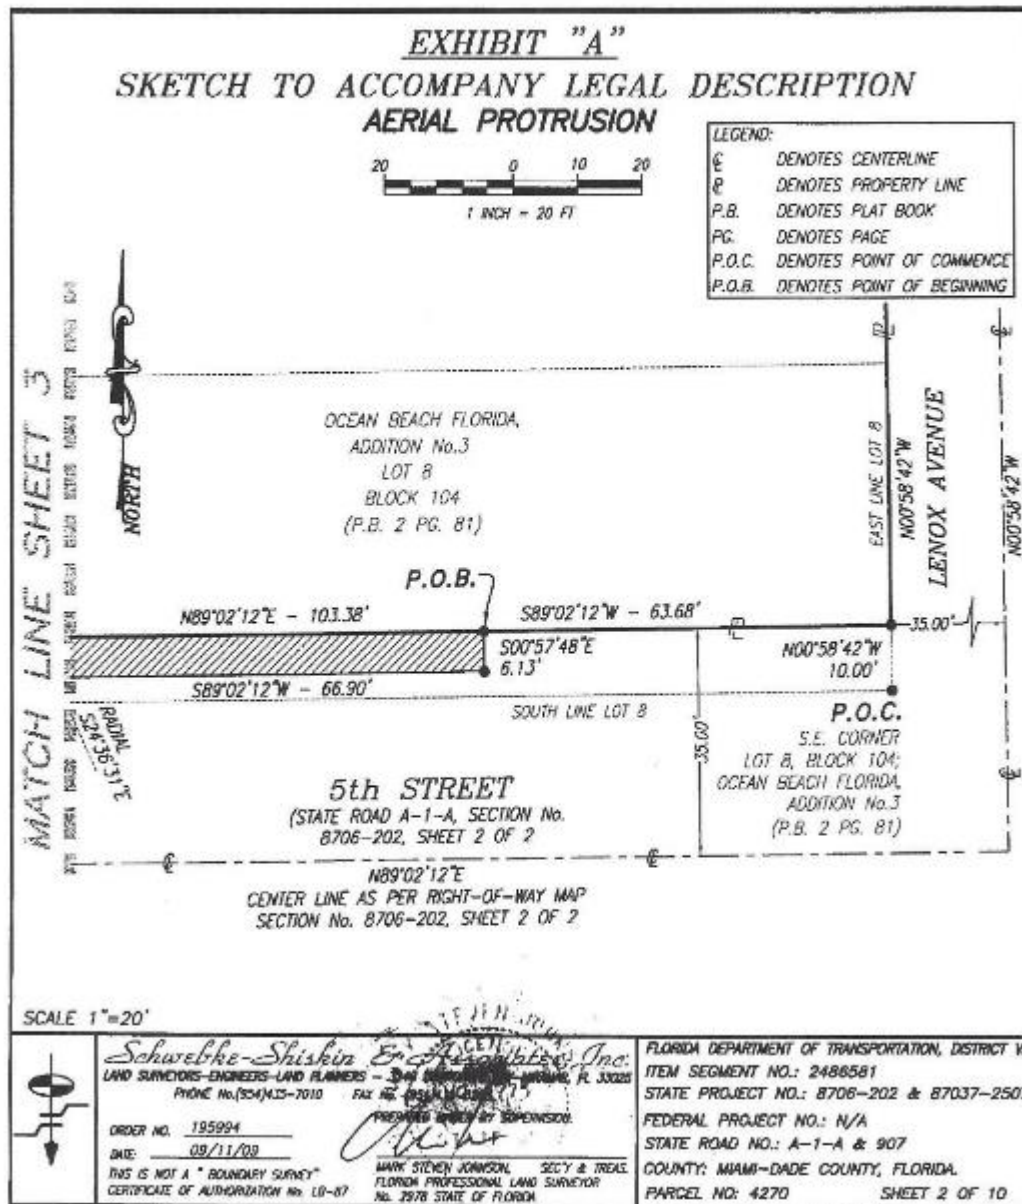 EXHIBIT "A"
SKETCH TO ACCOMPANY LEGAL DESCRIPTION
AERIAL PROTRUSION
20 0 10 20
1 INCH = 20 FT
LEGEND:
℄ DENOTES CENTERLINE
DENOTES PROPERTY LINE
P.B. DENOTES PLAT BOOK
PG. DENOTES PAGE
P.O.C. DENOTES POINT OF COMMENCE
P.O.B. DENOTES POINT OF BEGINNING
MATCH LINE SHEET 3
NORTH
OCEAN BEACH FLORIDA,
ADDITION No.3
LOT 8
BLOCK 104
(P.B. 2 PG. 81)
EAST LINE LOT 8
N00°58'42"W
LENOX AVENUE
N00°58'42"W
℄
P.O.B.
N89°02'12"E - 103.38'
S89°02'12"W - 63.68'
35.00'
S00°57'48"E
6.13'
N00°58'42"W
10.00'
S89°02'12"W - 66.90'
SOUTH LINE LOT 8
35.00'
P.O.C.
S.E. CORNER
LOT 8, BLOCK 104;
OCEAN BEACH FLORIDA,
ADDITION No.3
(P.B. 2 PG. 81)
℄
RADIAL
S24°36'31"E
5th STREET
(STATE ROAD A-1-A, SECTION No.
8706-202, SHEET 2 OF 2
℄ ℄
N89°02'12"E
CENTER LINE AS PER RIGHT-OF-WAY MAP
SECTION No. 8706-202, SHEET 2 OF 2
SCALE 1"=20'
Schwebke-Shiskin & Associates, Inc.
LAND SURVEYORS-ENGINEERS-LAND PLANNERS - FL 33025
PHONE No.(954)435-7010 FAX No.
PREPARED UNDER MY SUPERVISION:
ORDER NO. 195994
DATE: 09/11/09
THIS IS NOT A " BOUNDARY SURVEY"
CERTIFICATE OF AUTHORIZATION No. LB-87
MARK STEVEN JOHNSON, SEC'Y & TREAS.
FLORIDA PROFESSIONAL LAND SURVEYOR
No. 2978 STATE OF FLORIDA
FLORIDA DEPARTMENT OF TRANSPORTATION, DISTRICT
ITEM SEGMENT NO.: 2486581
STATE PROJECT NO.: 8706-202 & 87037-250
FEDERAL PROJECT NO.: N/A
STATE ROAD NO.: A-1-A & 907
COUNTY: MIAMI-DADE COUNTY, FLORIDA.
PARCEL NO: 4270 SHEET 2 OF 10